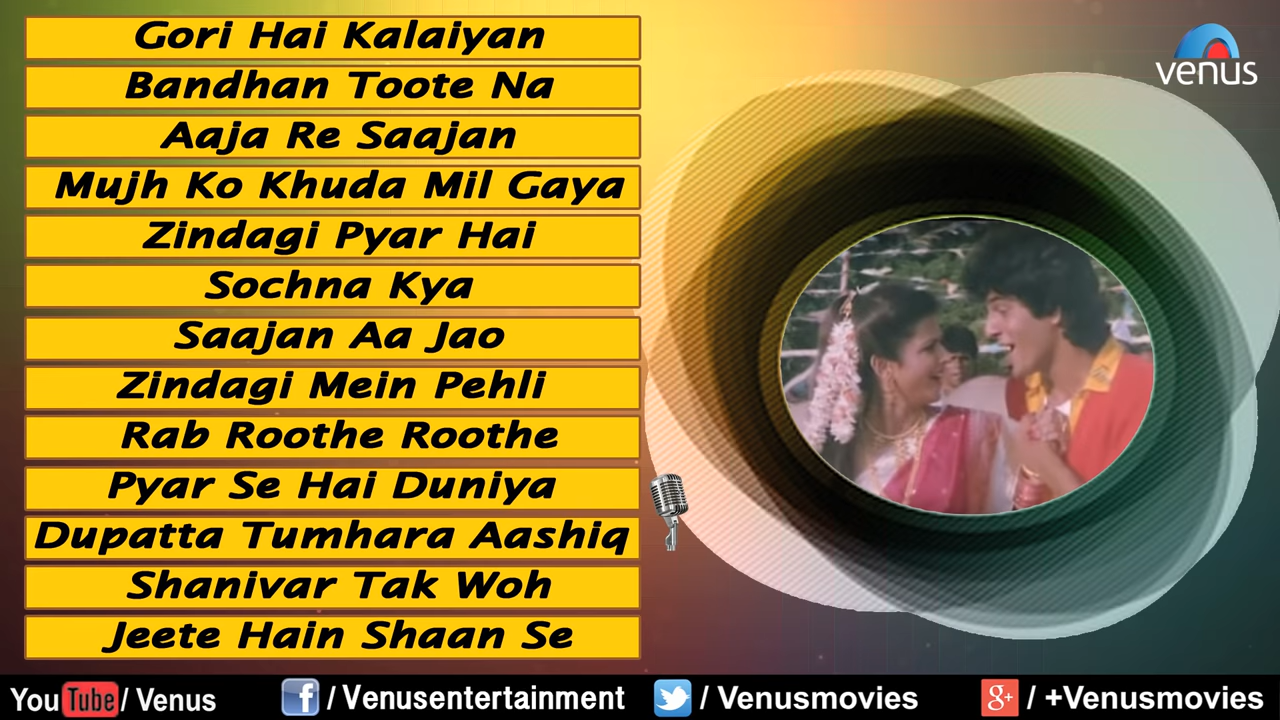 Gori Hai Kalaiyan
Bandhan Toote Na
Aaja Re Saajan
Mujh Ko Khuda Mil Gaya
Zindagi Pyar Hai
Sochna Kya
Saajan Aa Jao
Zindagi Mein Pehli
Rab Roothe Roothe
Pyar Se Hai Duniya
Dupatta Tumhara Aashiq
Shanivar Tak Woh
Jeete Hain Shaan Se
venus
You Tube / Venus
f / Venusentertainment
/ Venusmovies
g+ / +Venusmovies